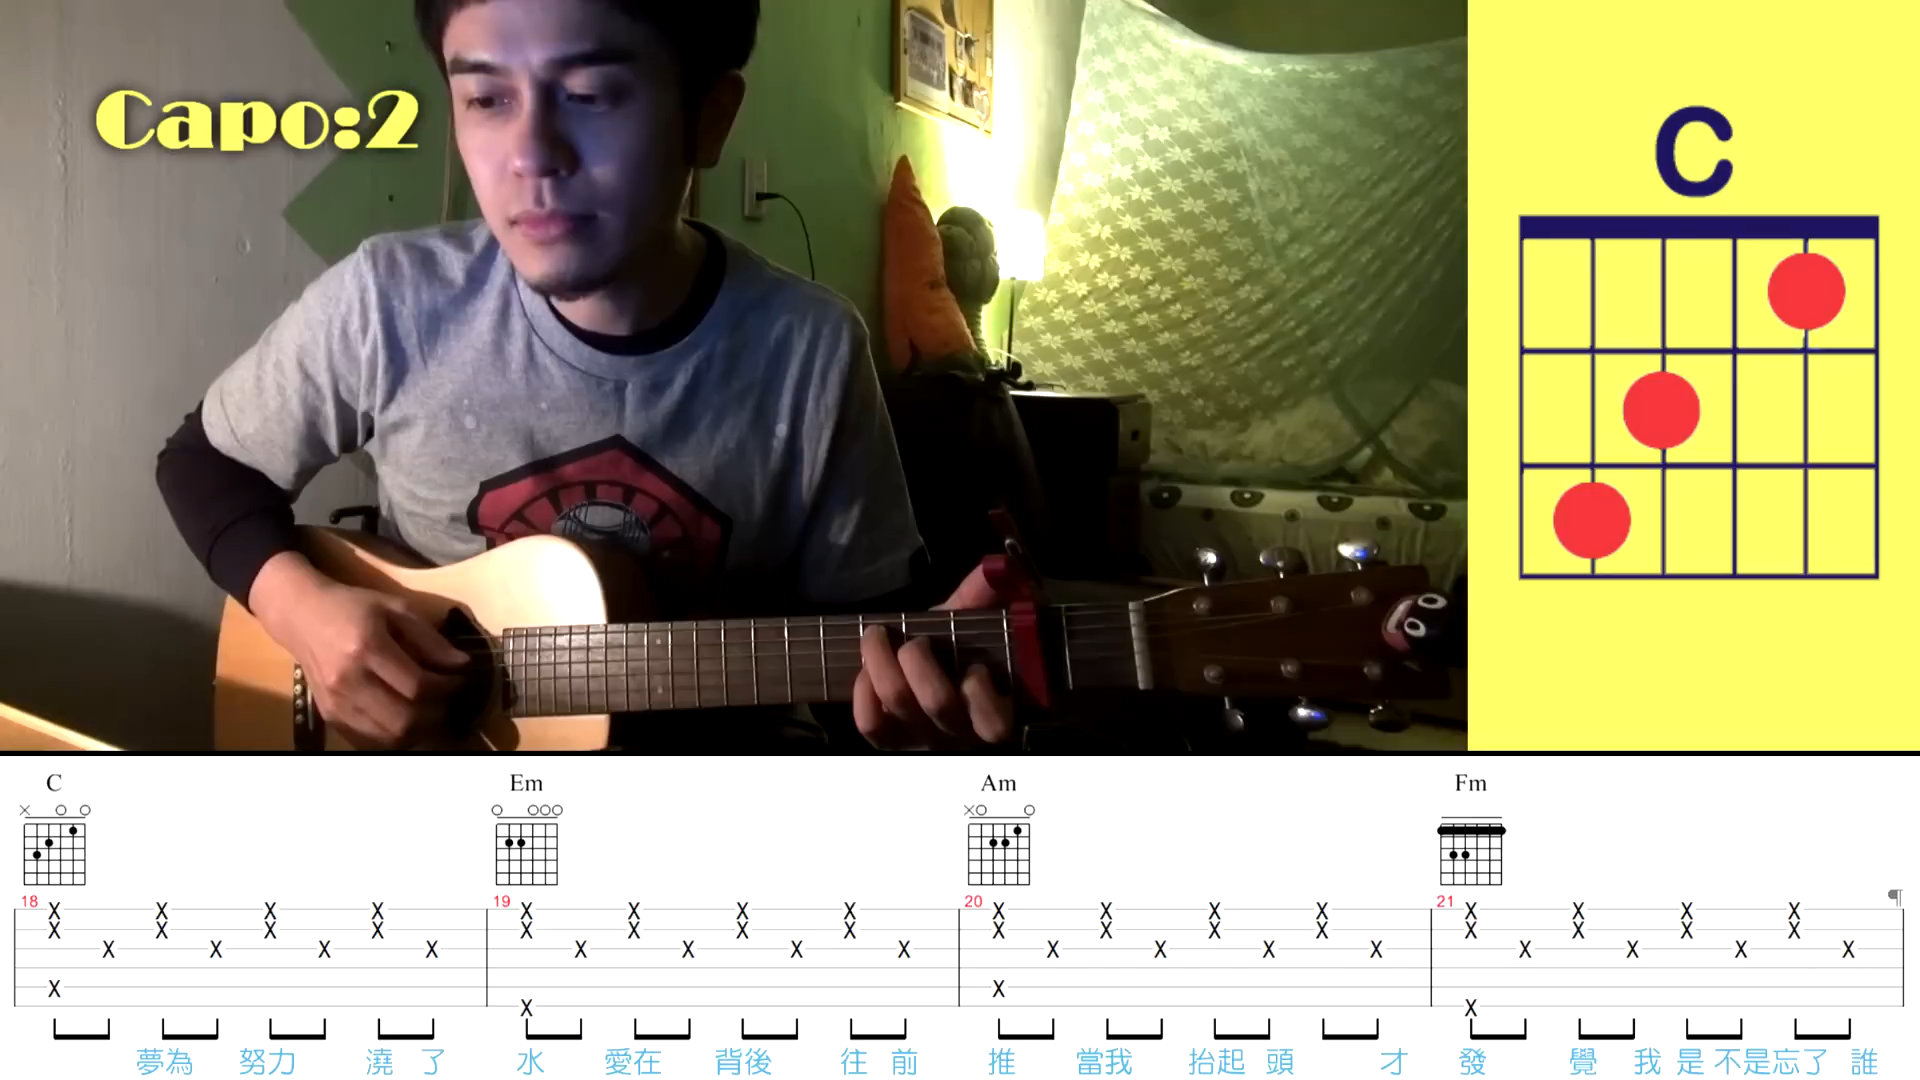 Capo:2
C
C Em Am Fm
18 19 20 21
夢為 努力 澆 了 水 愛在 背後 往 前 推 當我 抬起 頭 才 發 覺 我 是 不是忘了 誰